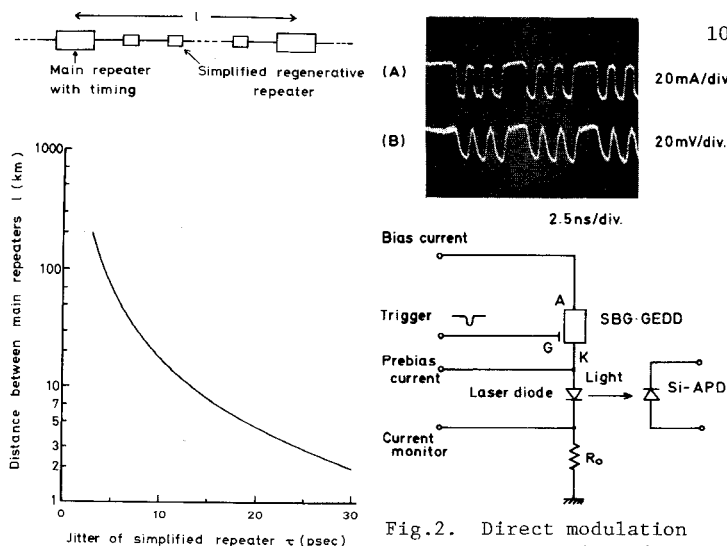 l
Main repeater
with timing
Simplified regenerative
repeater
Distance between main repeaters l (km)
1000
100
10
7
5
3
2
1
0
10
20
30
Jitter of simplified repeater τ (psec)
10
(A)
20mA/div
(B)
20mV/div.
2.5ns/div.
Bias current
A
Trigger
SBG·GEDD
G
K
Prebias
current
Light
Laser diode
Si-APD
Current
monitor
Ro
Fig.2. Direct modulation